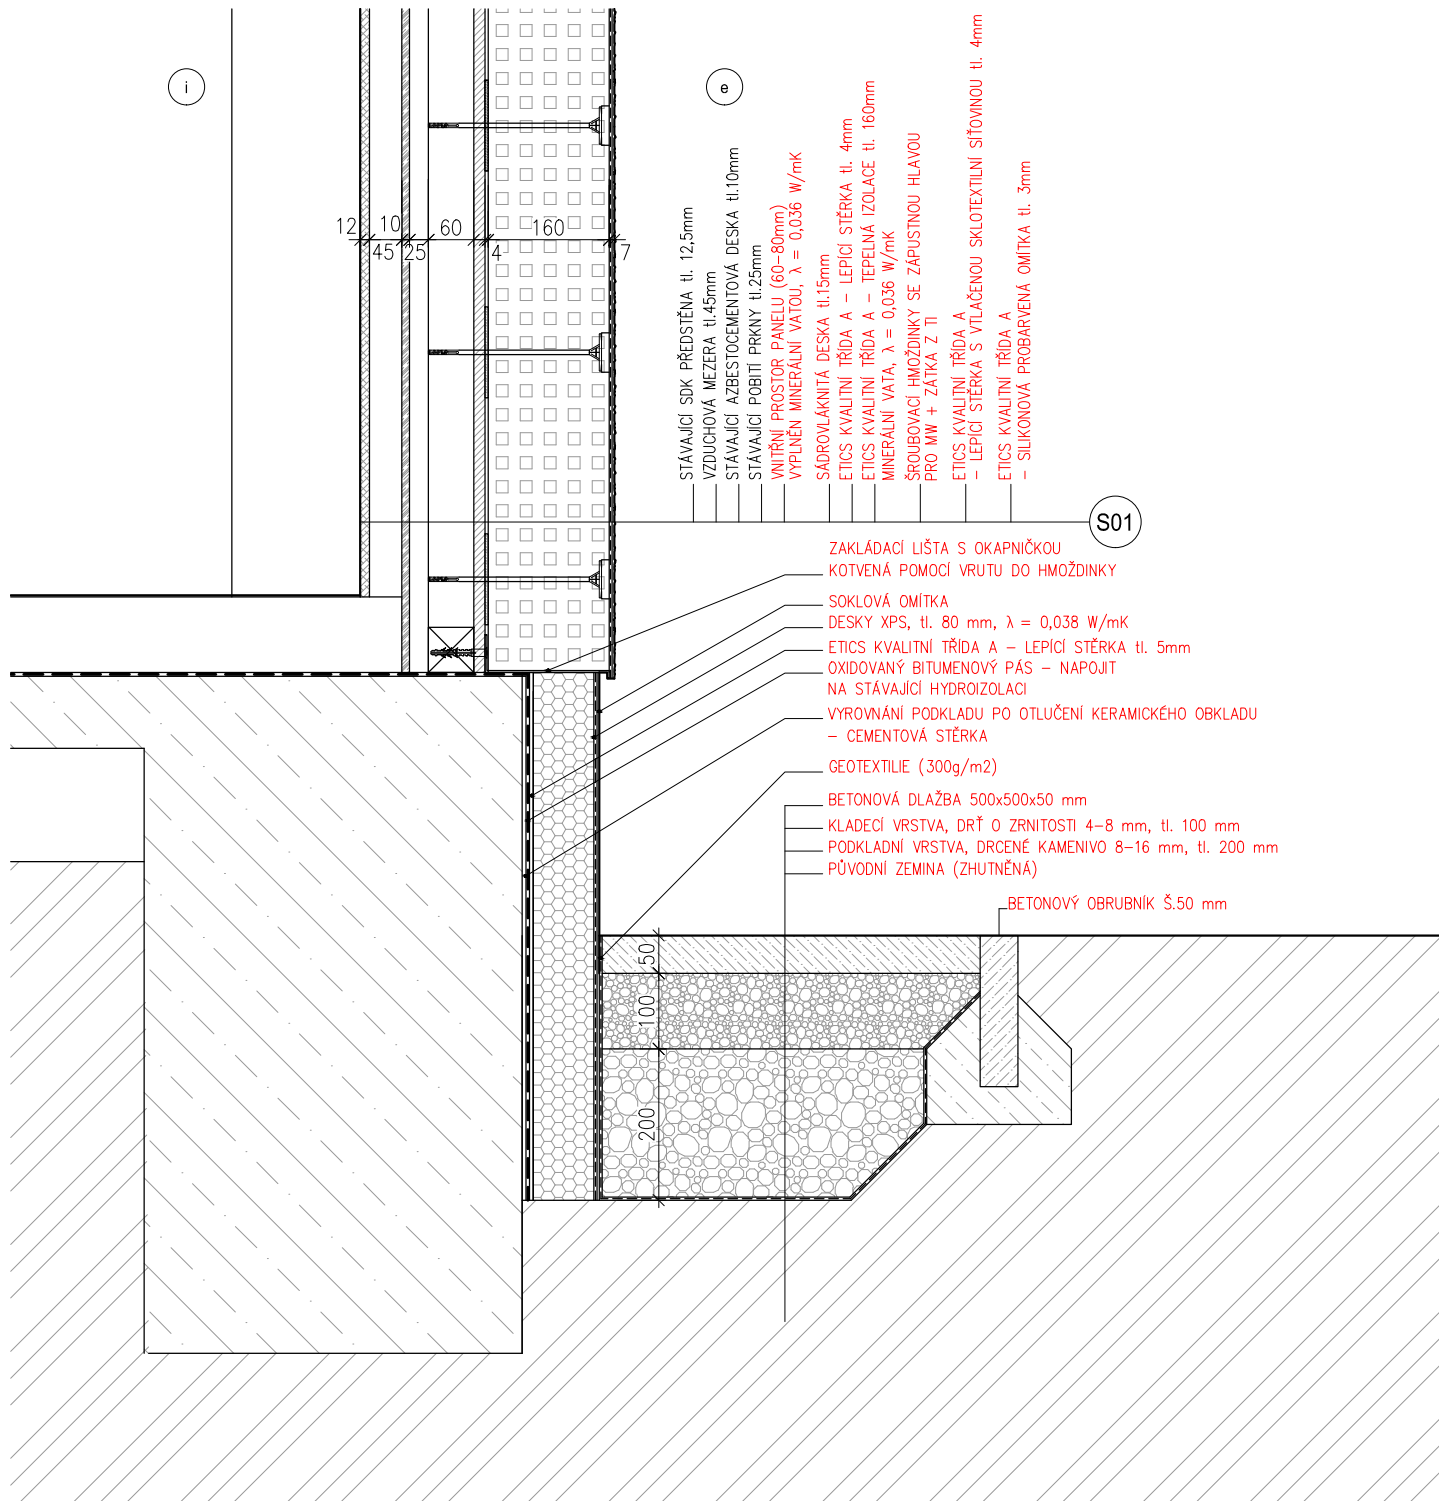 i
e
12
10
60
160
45
25
4
7
STÁVAJÍCÍ SDK PŘEDSTĚNA tl. 12,5mm
VZDUCHOVÁ MEZERA tl.45mm
STÁVAJÍCÍ AZBESTOCEMENTOVÁ DESKA tl.10mm
STÁVAJÍCÍ POBITÍ PRKNY tl.25mm
VNITŘNÍ PROSTOR PANELU (60-80mm)
VYPLNĚN MINERÁLNÍ VATOU, λ = 0,036 W/mK
SÁDROVLÁKNITÁ DESKA tl.15mm
ETICS KVALITNÍ TŘÍDA A – LEPÍCÍ STĚRKA tl. 4mm
ETICS KVALITNÍ TŘÍDA A – TEPELNÁ IZOLACE tl. 160mm
MINERÁLNÍ VATA, λ = 0,036 W/mK
ŠROUBOVACÍ HMOŽDINKY SE ZÁPUSTNOU HLAVOU
PRO MW + ZÁTKA Z TI
ETICS KVALITNÍ TŘÍDA A
– LEPÍCÍ STĚRKA S VTLAČENOU SKLOTEXTILNÍ SÍŤOVINOU tl. 4mm
ETICS KVALITNÍ TŘÍDA A
– SILIKONOVÁ PROBARVENÁ OMÍTKA tl. 3mm
S01
ZAKLÁDACÍ LIŠTA S OKAPNIČKOU
KOTVENÁ POMOCÍ VRUTU DO HMOŽDINKY
SOKLOVÁ OMÍTKA
DESKY XPS, tl. 80 mm, λ = 0,038 W/mK
ETICS KVALITNÍ TŘÍDA A – LEPÍCÍ STĚRKA tl. 5mm
OXIDOVANÝ BITUMENOVÝ PÁS – NAPOJIT
NA STÁVAJÍCÍ HYDROIZOLACI
VYROVNÁNÍ PODKLADU PO OTLUČENÍ KERAMICKÉHO OBKLADU
– CEMENTOVÁ STĚRKA
GEOTEXTILIE (300g/m2)
BETONOVÁ DLAŽBA 500x500x50 mm
KLADECÍ VRSTVA, DRŤ O ZRNITOSTI 4-8 mm, tl. 100 mm
PODKLADNÍ VRSTVA, DRCENÉ KAMENIVO 8-16 mm, tl. 200 mm
PŮVODNÍ ZEMINA (ZHUTNĚNÁ)
BETONOVÝ OBRUBNÍK Š.50 mm
50
100
200